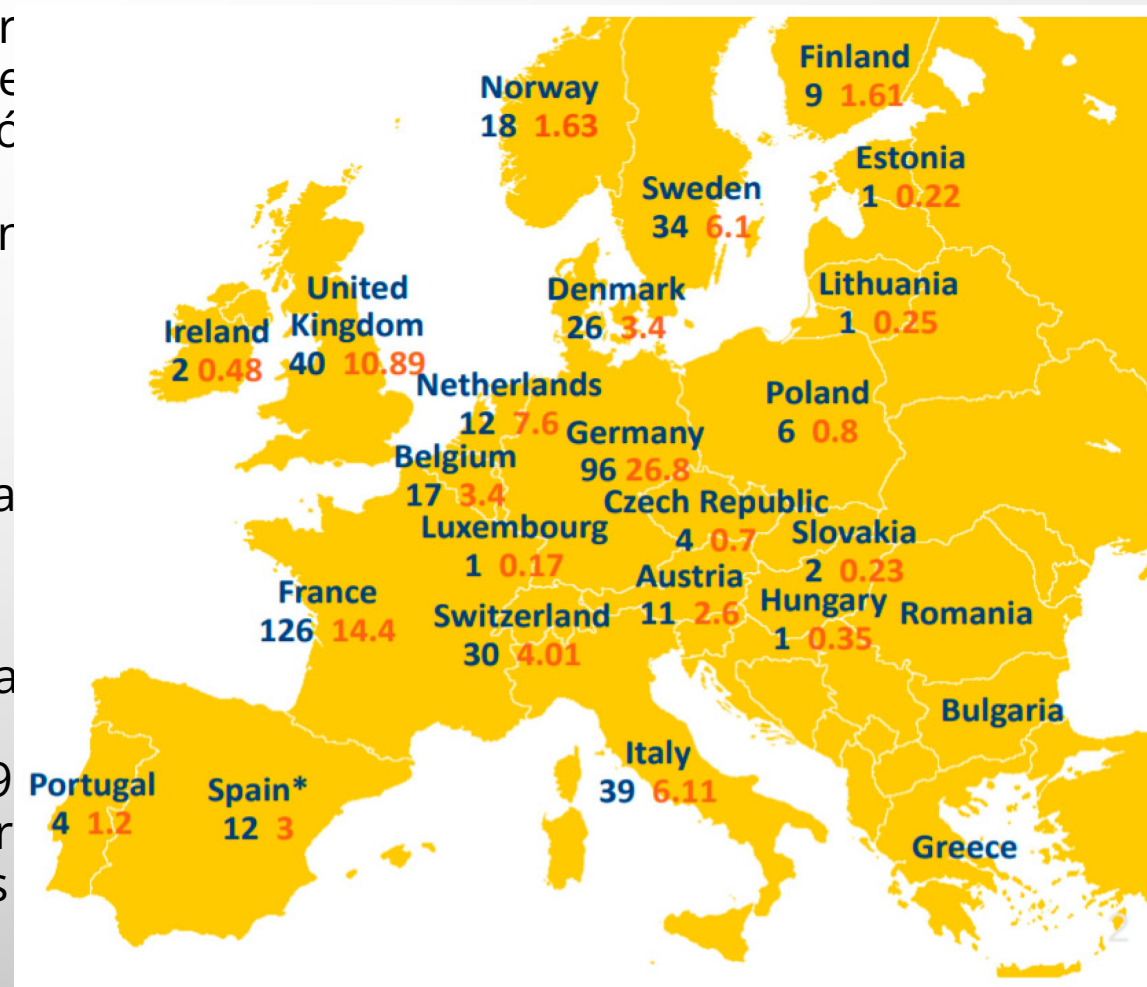 r
e
ó
r
a
a
9
r
s
Norway
18 1.63
Finland
9 1.61
Sweden
34 6.1
Estonia
1 0.22
Ireland
2 0.48
United
Kingdom
40 10.89
Denmark
26 3.4
Lithuania
1 0.25
Netherlands
12 7.6
Belgium
17 3.4
Germany
96 26.8
Poland
6 0.8
Luxembourg
1 0.17
Czech Republic
4 0.7
Slovakia
2 0.23
France
126 14.4
Switzerland
30 4.01
Austria
11 2.6
Hungary
1 0.35
Romania
Bulgaria
Portugal
4 1.2
Spain*
12 3
Italy
39 6.11
Greece
2